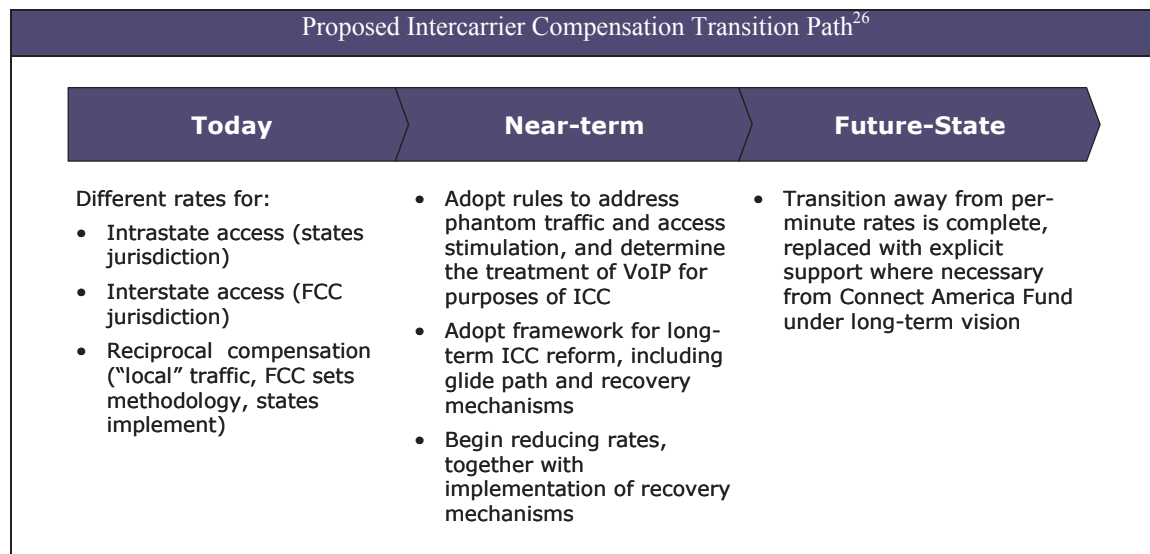 Proposed Intercarrier Compensation Transition Path26
Today
Near-term
Future-State
Different rates for:
• Intrastate access (states
jurisdiction)
• Interstate access (FCC
jurisdiction)
• Reciprocal compensation
(“local” traffic, FCC sets
methodology, states
implement)
• Adopt rules to address
phantom traffic and access
stimulation, and determine
the treatment of VoIP for
purposes of ICC
• Adopt framework for long-
term ICC reform, including
glide path and recovery
mechanisms
• Begin reducing rates,
together with
implementation of recovery
mechanisms
• Transition away from per-
minute rates is complete,
replaced with explicit
support where necessary
from Connect America Fund
under long-term vision